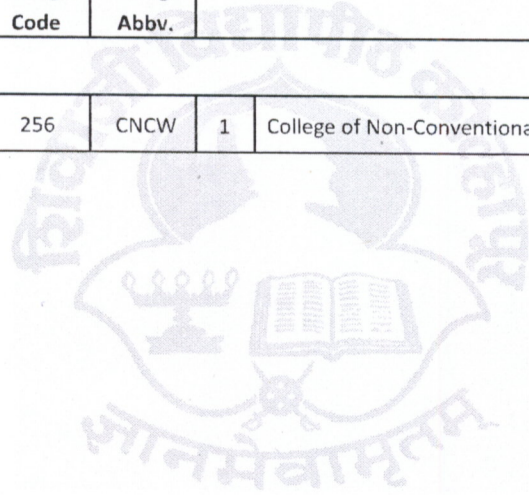 Code Abbv.
256 CNCW 1 College of Non-Conventiona
शिवाजी विद्यापीठ कोल्हापूर
ज्ञानमेवामृतम्